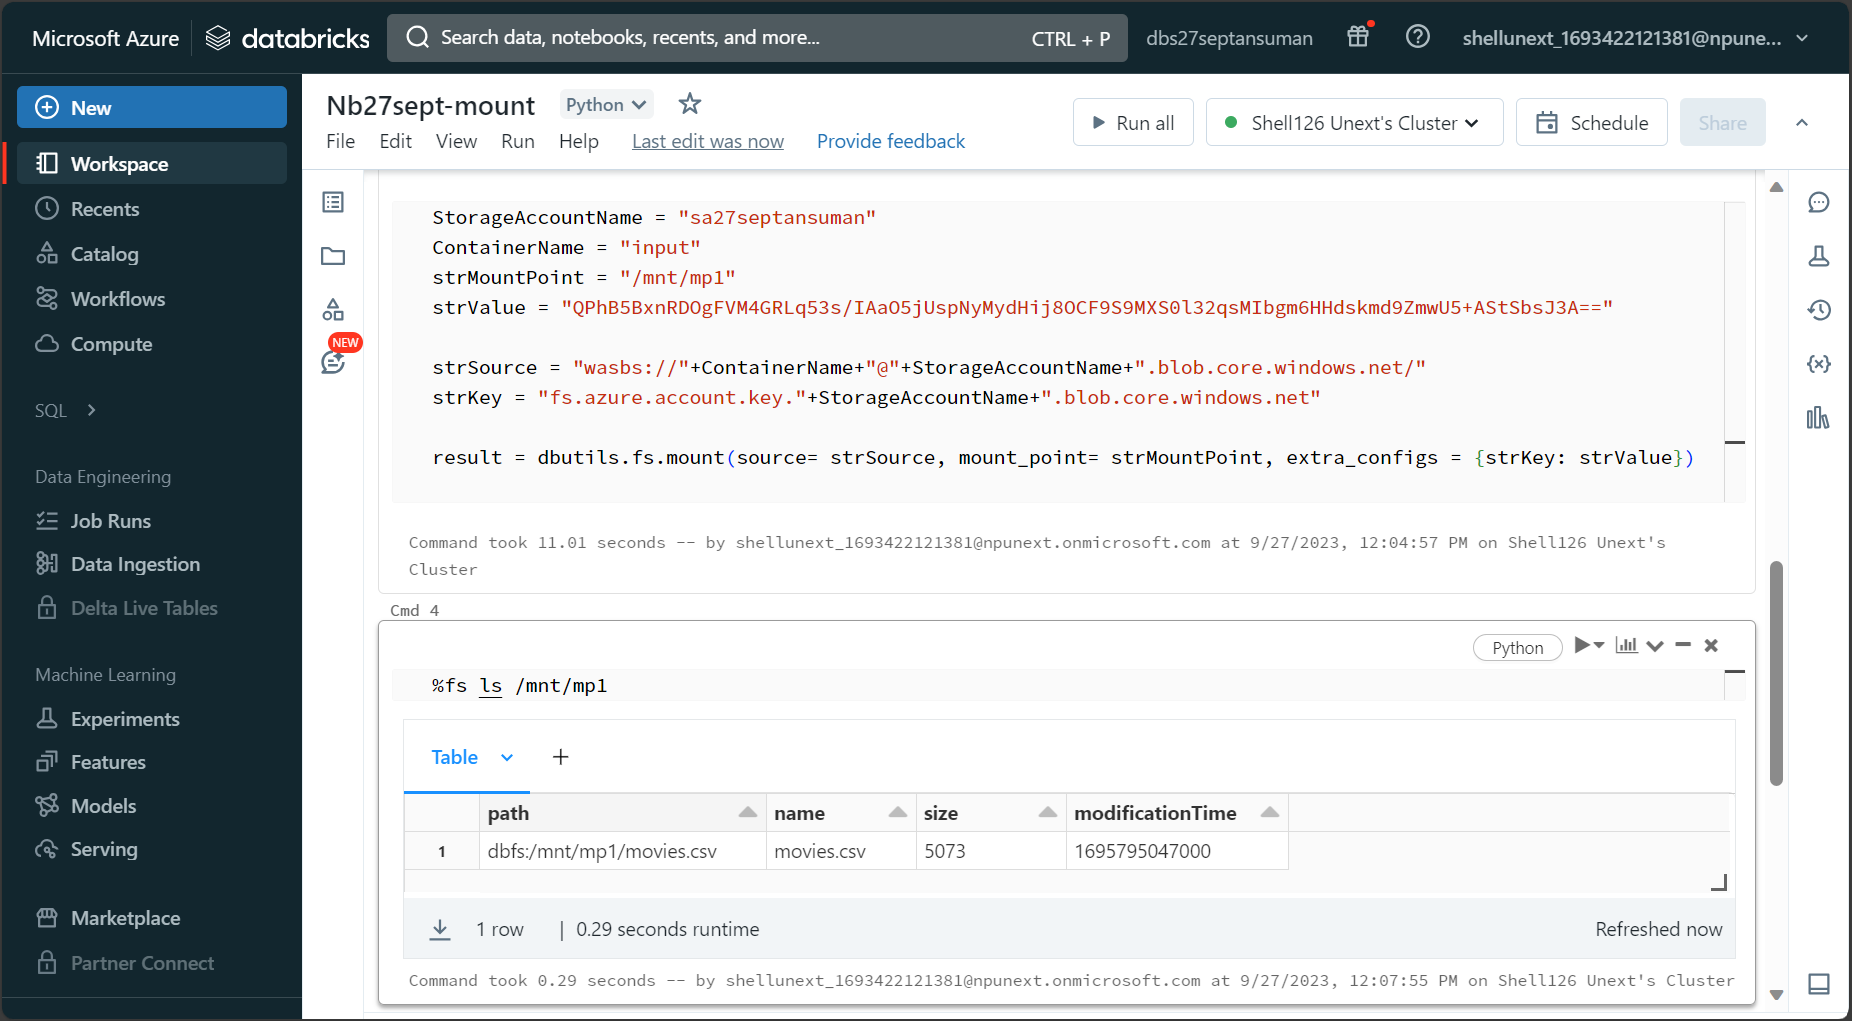 Microsoft Azure databricks Search data, notebooks, recents, and more... CTRL + P dbs27septansuman shellunext_1693422121381@npune...
New
Workspace
Recents
Catalog
Workflows
Compute
SQL
Data Engineering
Job Runs
Data Ingestion
Delta Live Tables
Machine Learning
Experiments
Features
Models
Serving
Marketplace
Partner Connect
Nb27sept-mount Python
File Edit View Run Help Last edit was now Provide feedback
Run all Shell126 Unext's Cluster Schedule Share
NEW
StorageAccountName = "sa27septansuman"
ContainerName = "input"
strMountPoint = "/mnt/mp1"
strValue = "QPhB5BxnRDOgFVM4GRLq53s/IAaO5jUspNyMydHij8OCF9S9MXS0l32qsMIbgm6HHdskmd9ZmwU5+AStSbsJ3A=="
strSource = "wasbs://"+ContainerName+"@"+StorageAccountName+".blob.core.windows.net/"
strKey = "fs.azure.account.key."+StorageAccountName+".blob.core.windows.net"
result = dbutils.fs.mount(source= strSource, mount_point= strMountPoint, extra_configs = {strKey: strValue})
Command took 11.01 seconds -- by shellunext_1693422121381@npunext.onmicrosoft.com at 9/27/2023, 12:04:57 PM on Shell126 Unext's
Cluster
Cmd 4
Python
%fs ls /mnt/mp1
Table +
path name size modificationTime
1 dbfs:/mnt/mp1/movies.csv movies.csv 5073 1695795047000
1 row | 0.29 seconds runtime Refreshed now
Command took 0.29 seconds -- by shellunext_1693422121381@npunext.onmicrosoft.com at 9/27/2023, 12:07:55 PM on Shell126 Unext's Cluster